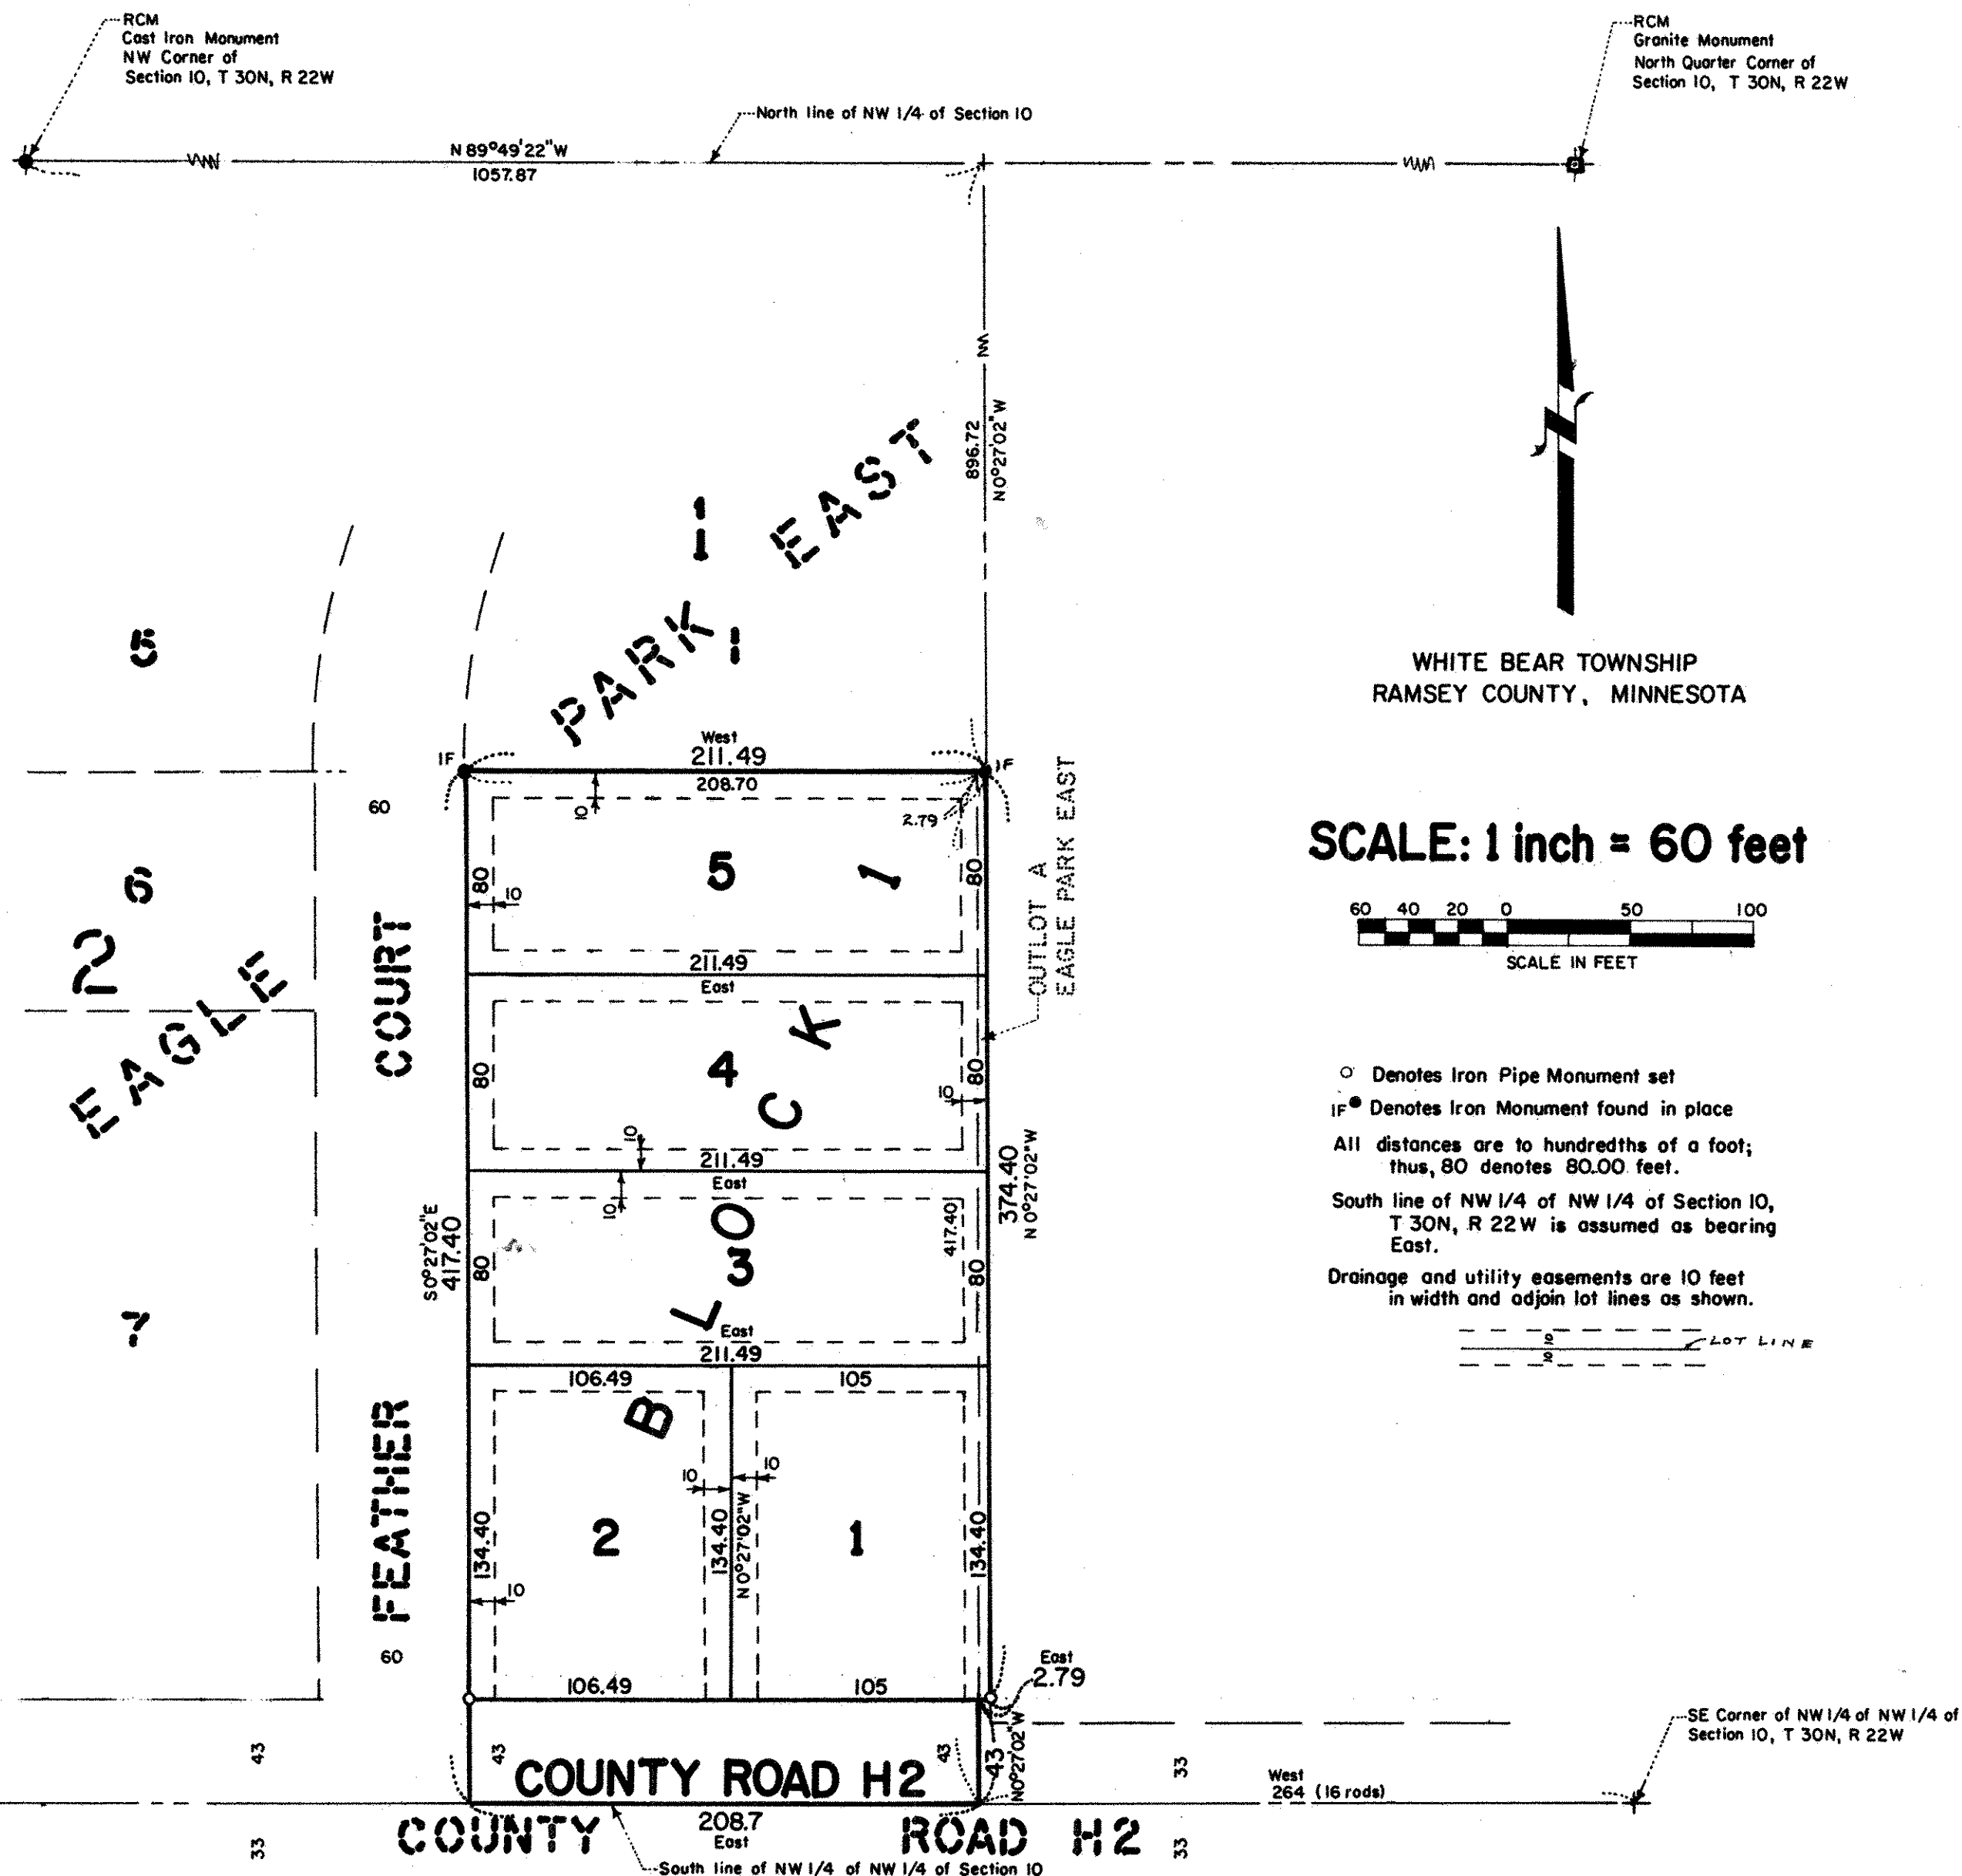 RCM
Cast Iron Monument
NW Corner of
Section 10, T 30N, R 22W
RCM
Granite Monument
North Quarter Corner of
Section 10, T 30N, R 22W
North line of NW 1/4 of Section 10
N 89°49'22"W
1057.87
896.72
N0°27'02"W
1
1
PARK EAST
1
5
WHITE BEAR TOWNSHIP
RAMSEY COUNTY, MINNESOTA
West
211.49
208.70
IF
IF
60
10
2.79
80
10
5
1
80
OUTLOT A
EAGLE PARK EAST
SCALE: 1 inch = 60 feet
60 40 20 0 50 100
SCALE IN FEET
6
2
EAGLE
COURT
211.49
East
80
4
80
10
10
211.49
East
10
BLOCK
374.40
N 0°27'02"W
S0°27'02"E
417.40
80
3
417.40
80
East
211.49
7
O Denotes Iron Pipe Monument set
IF● Denotes Iron Monument found in place
All distances are to hundredths of a foot;
thus, 80 denotes 80.00 feet.
South line of NW 1/4 of NW 1/4 of Section 10,
T 30N, R 22W is assumed as bearing
East.
Drainage and utility easements are 10 feet
in width and adjoin lot lines as shown.
10 10
LOT LINE
106.49
105
FEATHER
134.40
10
10
10
2
134.40
N0°27'02"W
1
134.40
60
106.49
105
East
2.79
43
43
43
43
N0°27'02"W
COUNTY ROAD H2
33
West
264 (16 rods)
SE Corner of NW 1/4 of NW 1/4 of
Section 10, T 30N, R 22W
33
COUNTY ROAD H2
208.7
East
33
South line of NW 1/4 of NW 1/4 of Section 10